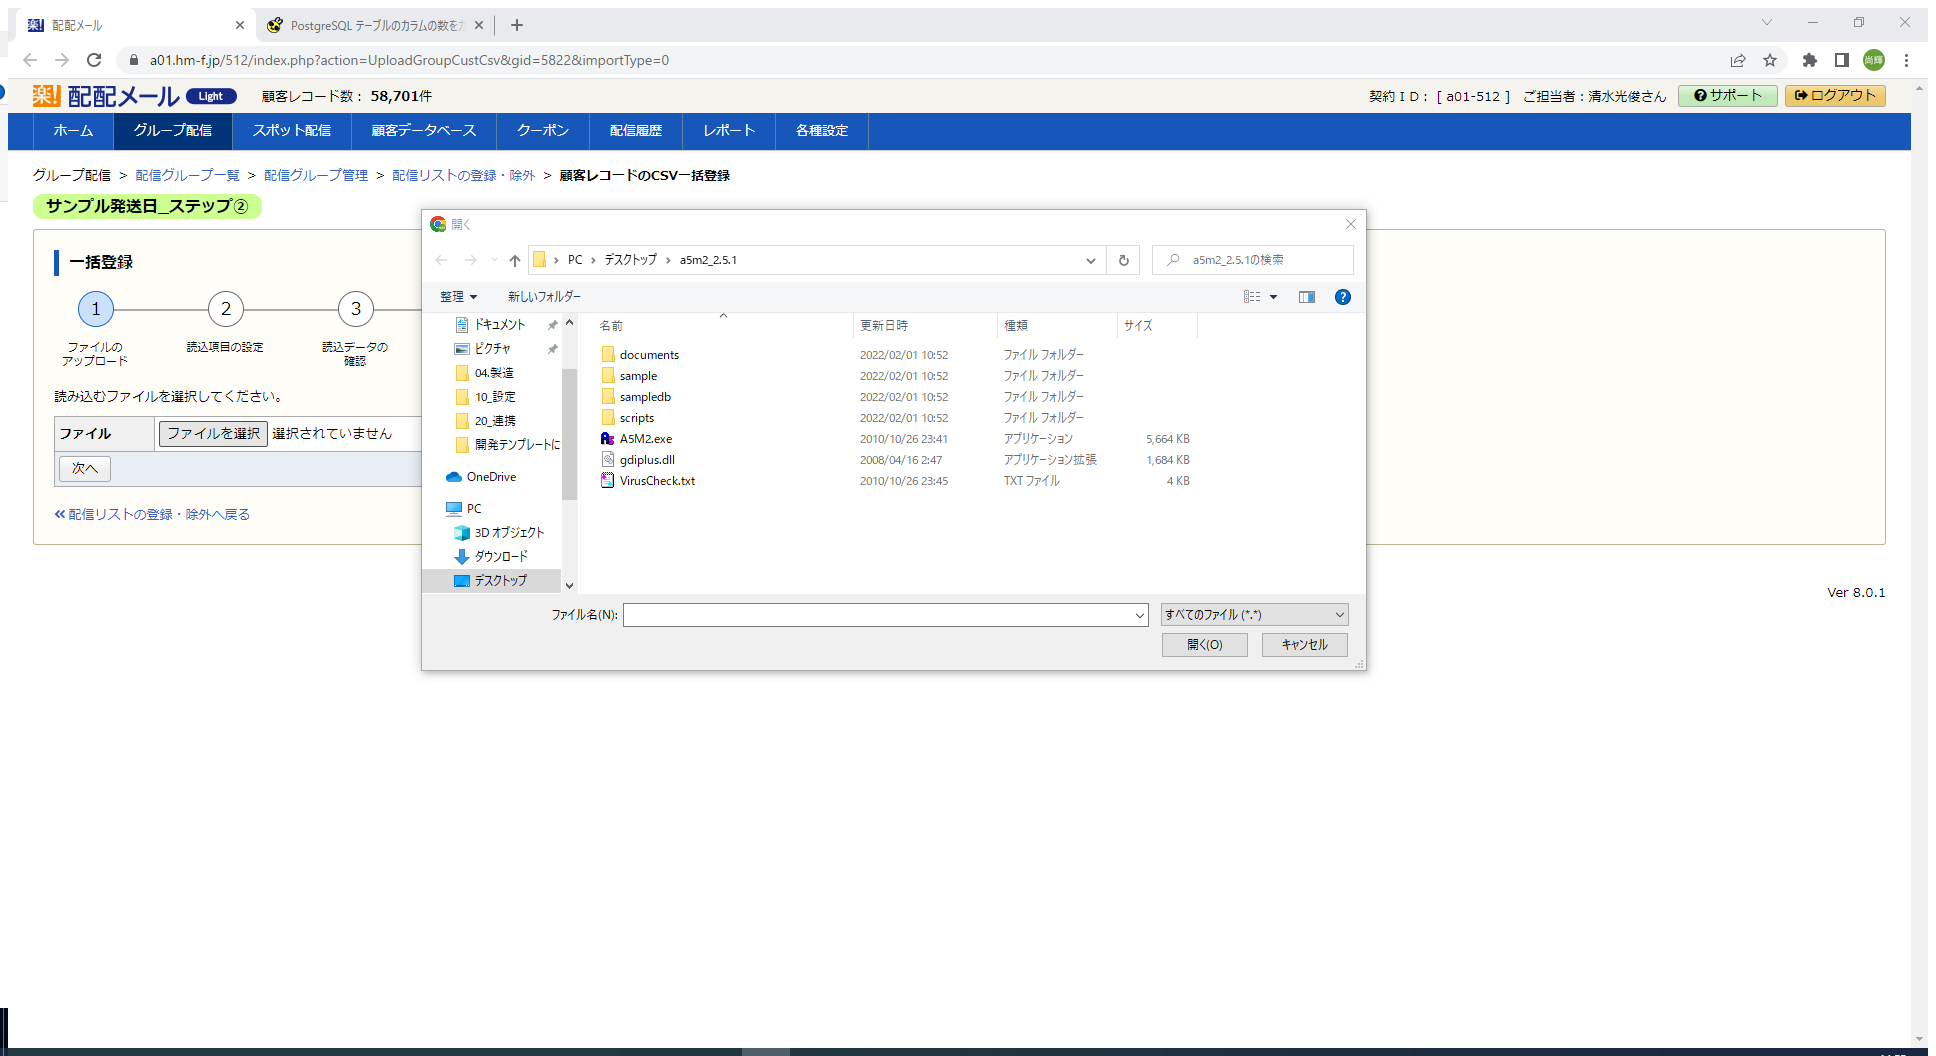 配配メール
PostgreSQL テーブルのカラムの数をカ
a01.hm-f.jp/512/index.php?action=UploadGroupCustCsv&gid=5822&importType=0
尚輝
楽! 配配メール Light 顧客レコード数： 58,701件
契約ＩＤ： [ a01-512 ] ご担当者：清水光俊さん サポート ログアウト
ホーム グループ配信 スポット配信 顧客データベース クーポン 配信履歴 レポート 各種設定
グループ配信 > 配信グループ一覧 > 配信グループ管理 > 配信リストの登録・除外 > 顧客レコードのCSV一括登録
サンプル発送日_ステップ②
一括登録
1 2 3
ファイルの
アップロード
読込項目の設定
読込データの
確認
読み込むファイルを選択してください。
ファイル ファイルを選択 選択されていません
次へ
≪ 配信リストの登録・除外へ戻る
開く
PC › デスクトップ › a5m2_2.5.1
a5m2_2.5.1の検索
整理 新しいフォルダー
ドキュメント
ピクチャ
04.製造
10_設定
20_連携
開発テンプレートに
OneDrive
PC
3D オブジェクト
ダウンロード
デスクトップ
名前 更新日時 種類 サイズ
documents 2022/02/01 10:52 ファイル フォルダー
sample 2022/02/01 10:52 ファイル フォルダー
sampledb 2022/02/01 10:52 ファイル フォルダー
scripts 2022/02/01 10:52 ファイル フォルダー
A5M2.exe 2010/10/26 23:41 アプリケーション 5,664 KB
gdiplus.dll 2008/04/16 2:47 アプリケーション拡張 1,684 KB
VirusCheck.txt 2010/10/26 23:45 TXT ファイル 4 KB
ファイル名(N): すべてのファイル (*.*)
開く(O) キャンセル
Ver 8.0.1